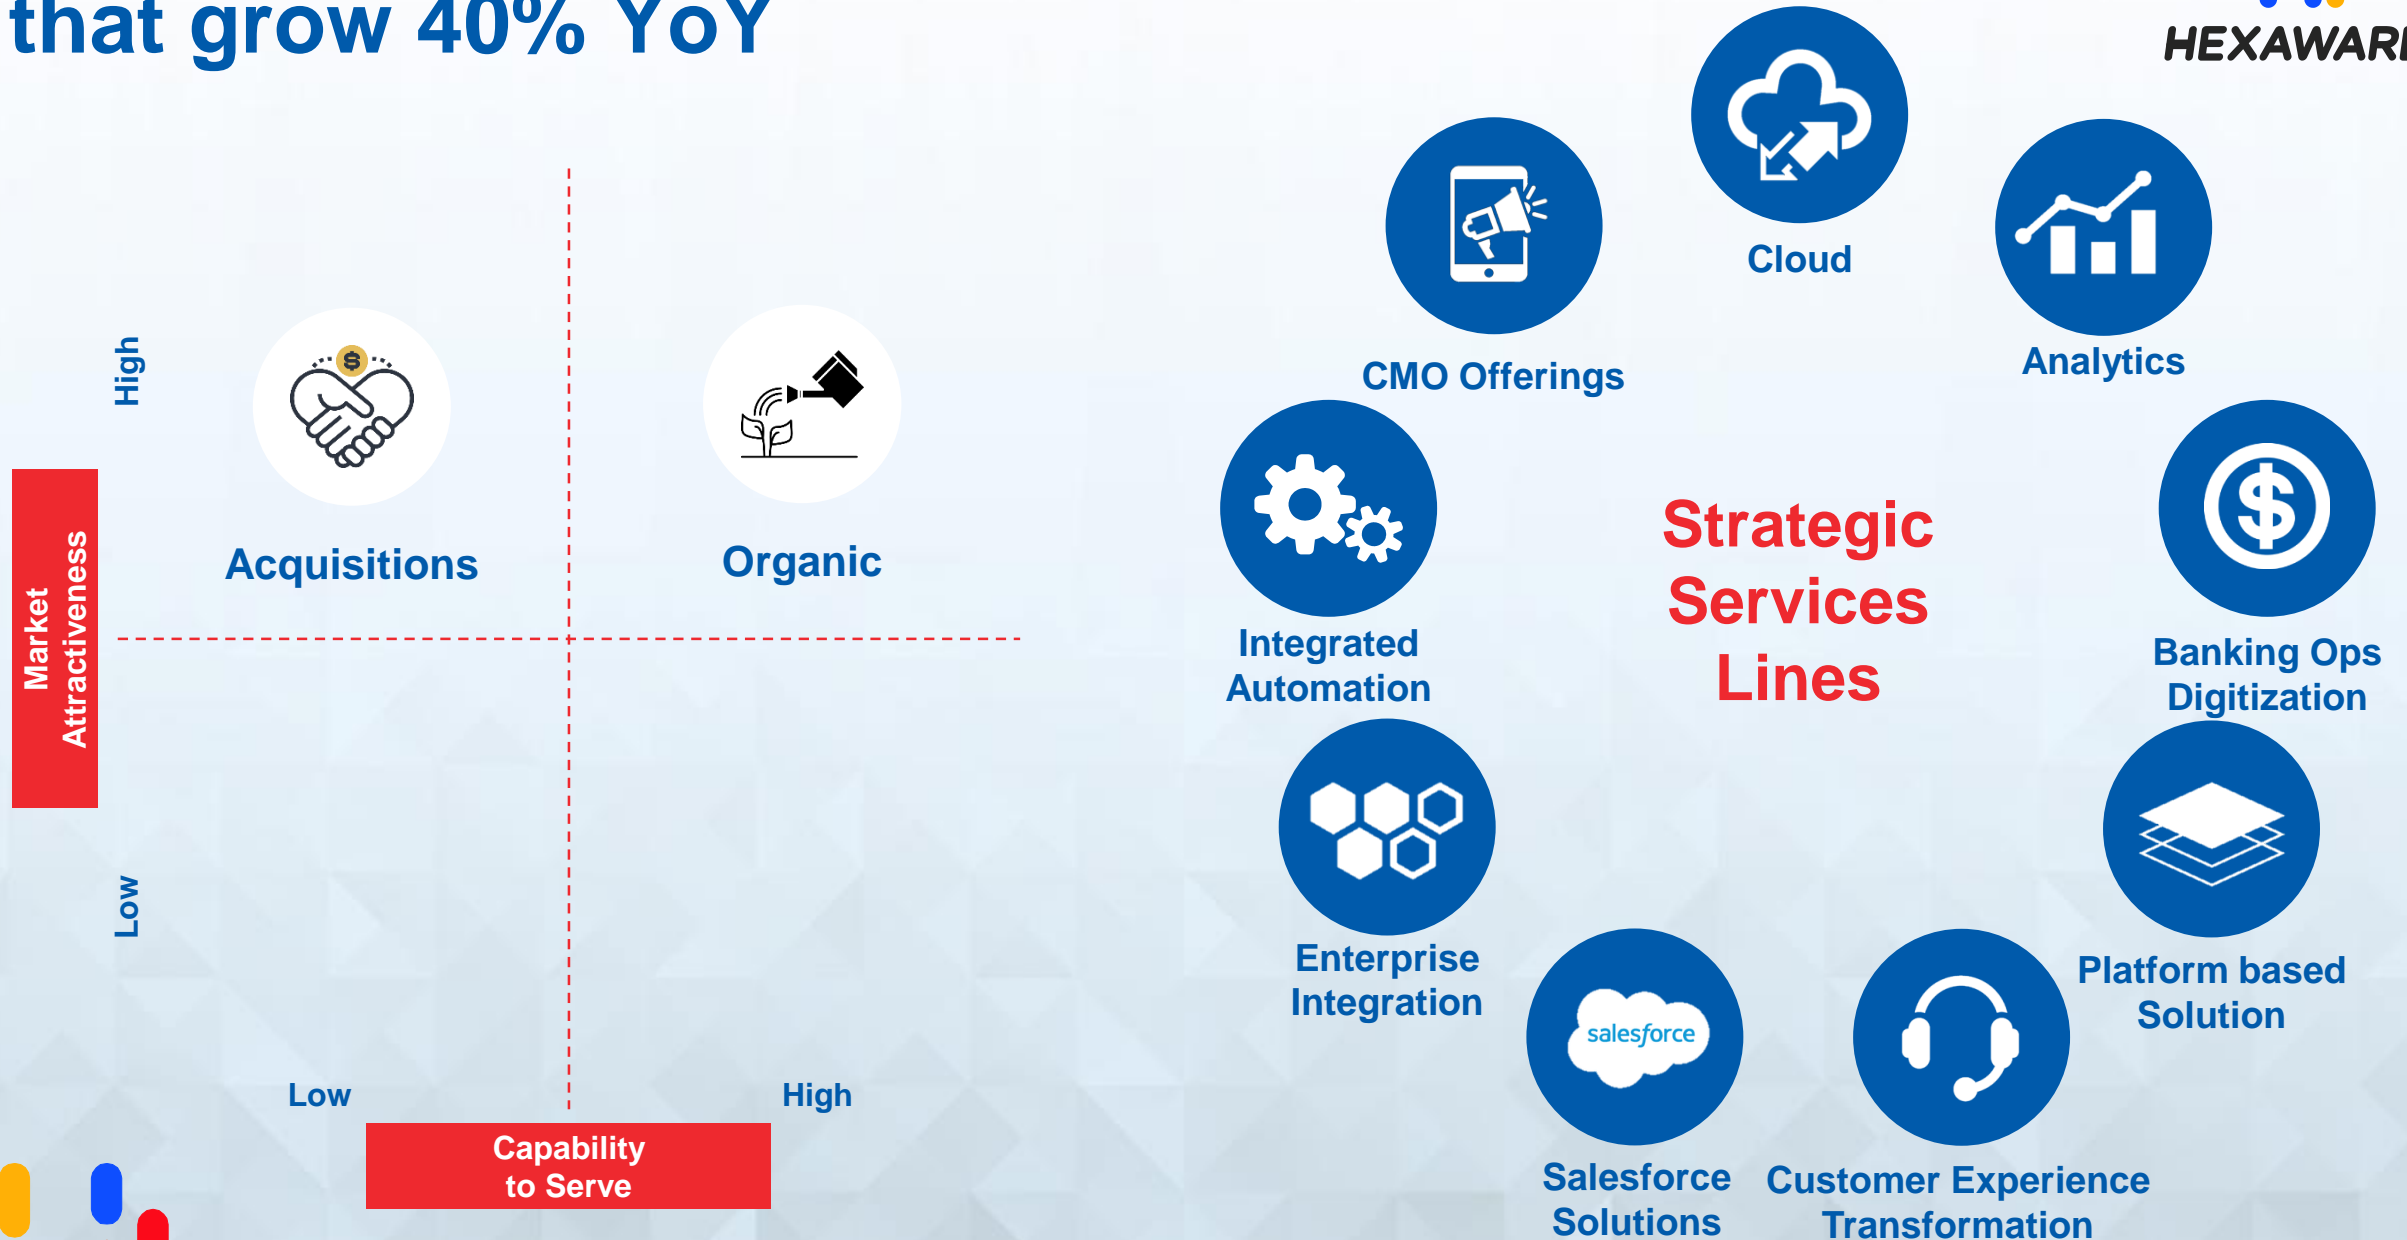 that grow 40% YoY
HEXAWARE
High
Acquisitions
Organic
Market
Attractiveness
Low
Low
High
Capability
to Serve
Cloud
CMO Offerings
Analytics
Strategic
Services
Lines
Integrated
Automation
Banking Ops
Digitization
Enterprise
Integration
Platform based
Solution
salesforce
Salesforce
Solutions
Customer Experience
Transformation